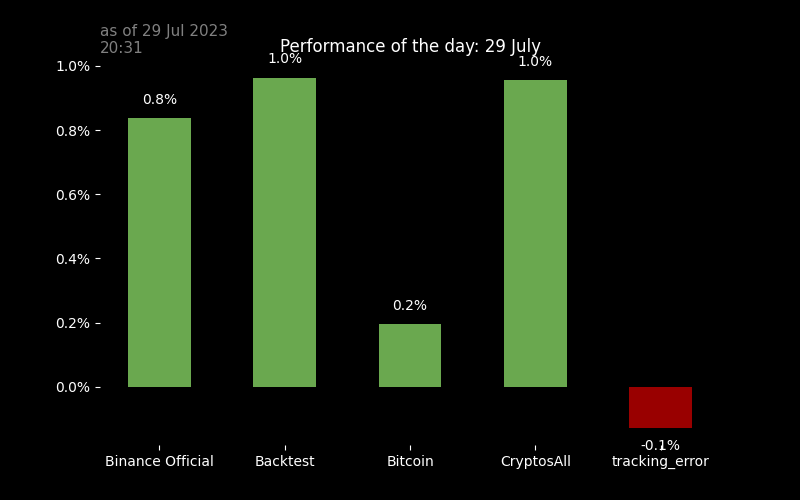 as of 29 Jul 2023
20:31
Performance of the day: 29 July
1.0%
0.8%
0.6%
0.4%
0.2%
0.0%
0.8%
1.0%
0.2%
1.0%
-0.1%
Binance Official
Backtest
Bitcoin
CryptosAll
tracking_error